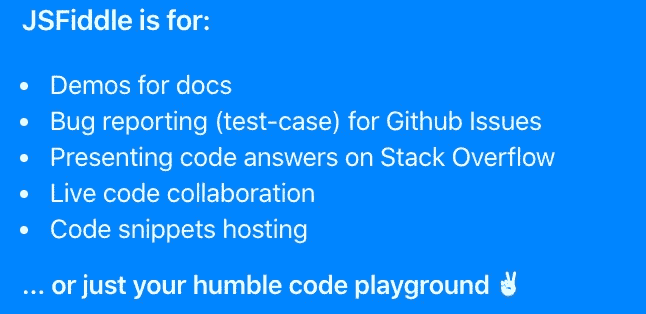 JSFiddle is for:
• Demos for docs
• Bug reporting (test-case) for Github Issues
• Presenting code answers on Stack Overflow
• Live code collaboration
• Code snippets hosting
... or just your humble code playground ✌